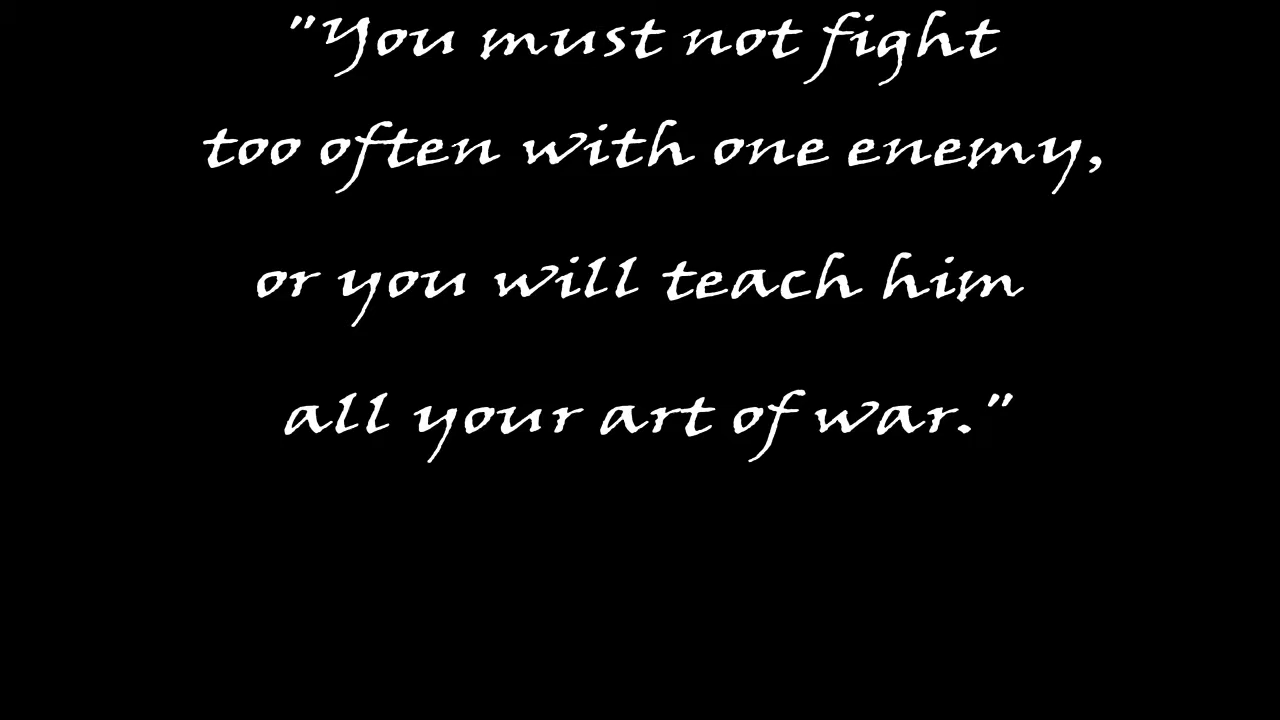 "You must not fight
too often with one enemy,
or you will teach him
all your art of war."